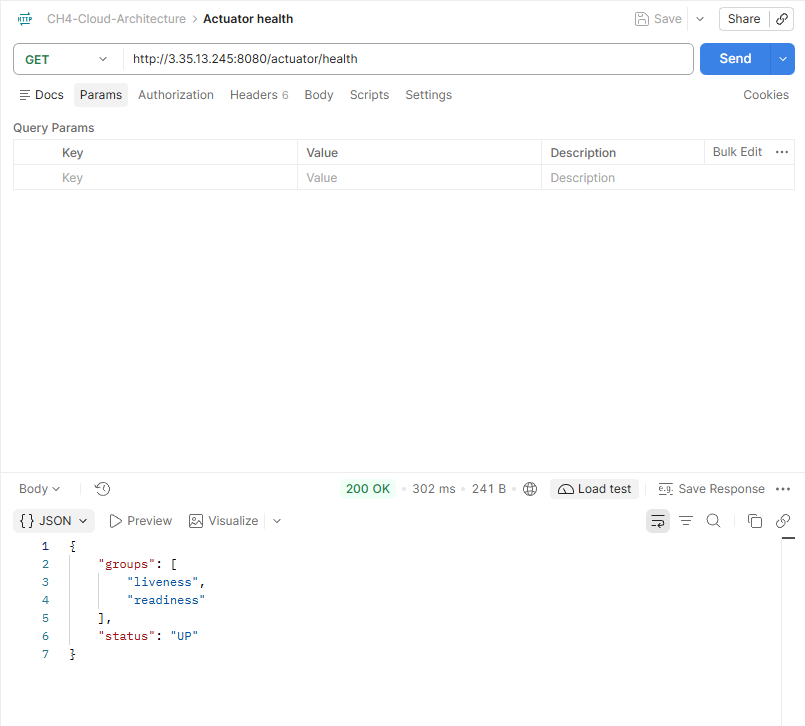 HTTP CH4-Cloud-Architecture > Actuator health Save Share
GET http://3.35.13.245:8080/actuator/health Send
Docs Params Authorization Headers 6 Body Scripts Settings Cookies
Query Params
Key Value Description Bulk Edit ...
Key Value Description
Body 200 OK • 302 ms • 241 B • Load test e.g. Save Response ...
{} JSON Preview Visualize
1 {
2 "groups": [
3 "liveness",
4 "readiness"
5 ],
6 "status": "UP"
7 }